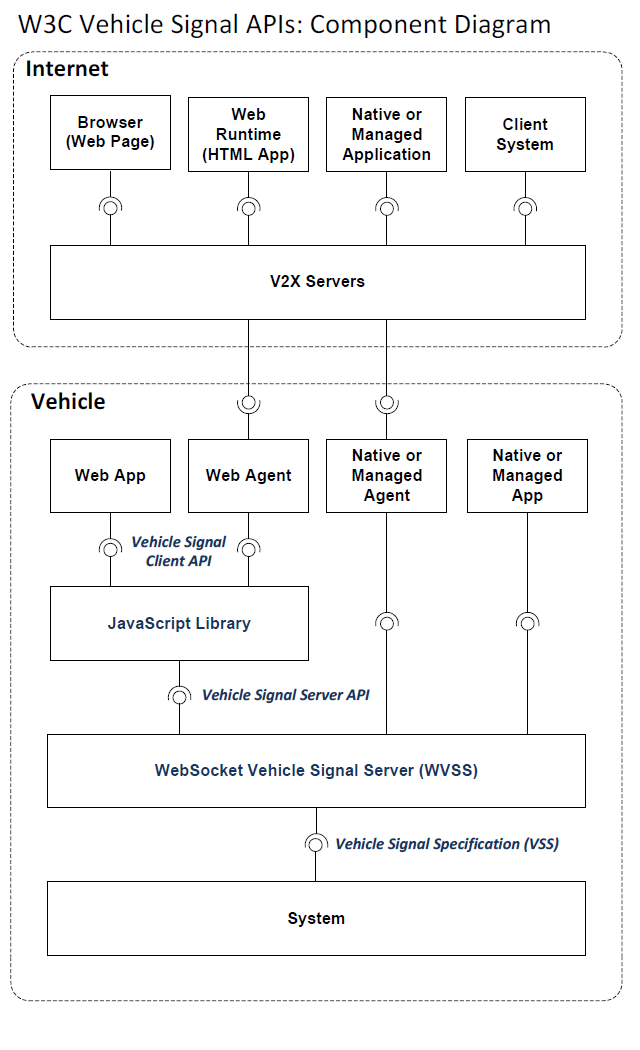 W3C Vehicle Signal APIs: Component Diagram
Internet
Browser
(Web Page)
Web
Runtime
(HTML App)
Native or
Managed
Application
Client
System
V2X Servers
Vehicle
Web App
Web Agent
Native or
Managed
Agent
Native or
Managed
App
Vehicle Signal
Client API
JavaScript Library
Vehicle Signal Server API
WebSocket Vehicle Signal Server (WVSS)
Vehicle Signal Specification (VSS)
System